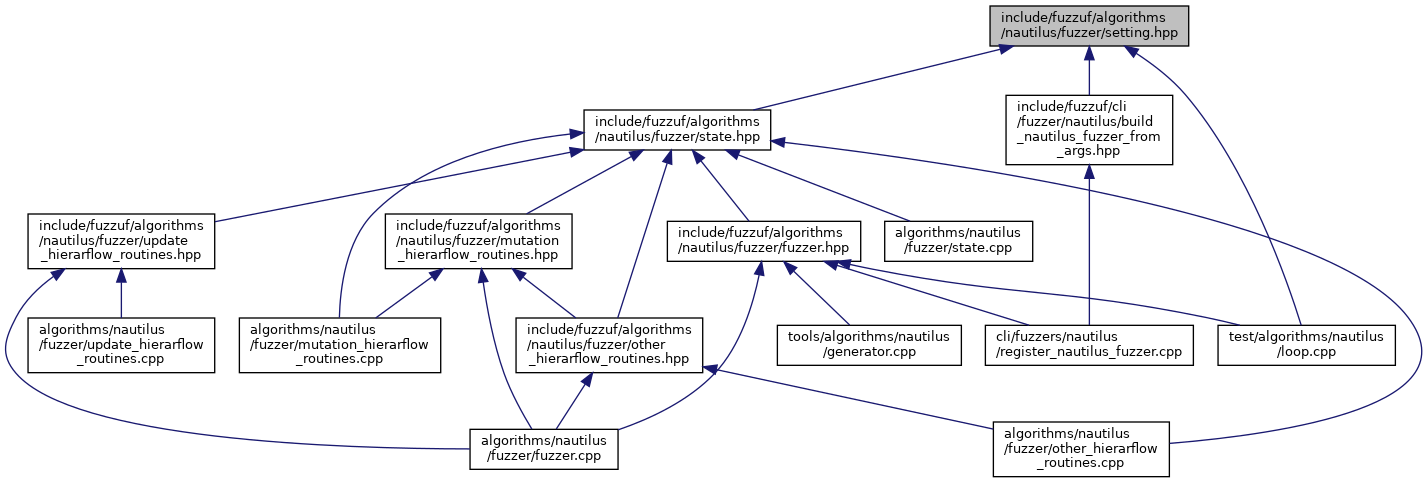 include/fuzzuf/algorithms
/nautilus/fuzzer/setting.hpp
include/fuzzuf/algorithms
/nautilus/fuzzer/state.hpp
include/fuzzuf/cli
/fuzzer/nautilus/build
_nautilus_fuzzer_from
_args.hpp
include/fuzzuf/algorithms
/nautilus/fuzzer/update
_hierarflow_routines.hpp
include/fuzzuf/algorithms
/nautilus/fuzzer/mutation
_hierarflow_routines.hpp
include/fuzzuf/algorithms
/nautilus/fuzzer/fuzzer.hpp
algorithms/nautilus
/fuzzer/state.cpp
algorithms/nautilus
/fuzzer/update_hierarflow
_routines.cpp
algorithms/nautilus
/fuzzer/mutation_hierarflow
_routines.cpp
include/fuzzuf/algorithms
/nautilus/fuzzer/other
_hierarflow_routines.hpp
tools/algorithms/nautilus
/generator.cpp
cli/fuzzers/nautilus
/register_nautilus_fuzzer.cpp
test/algorithms/nautilus
/loop.cpp
algorithms/nautilus
/fuzzer/fuzzer.cpp
algorithms/nautilus
/fuzzer/other_hierarflow
_routines.cpp